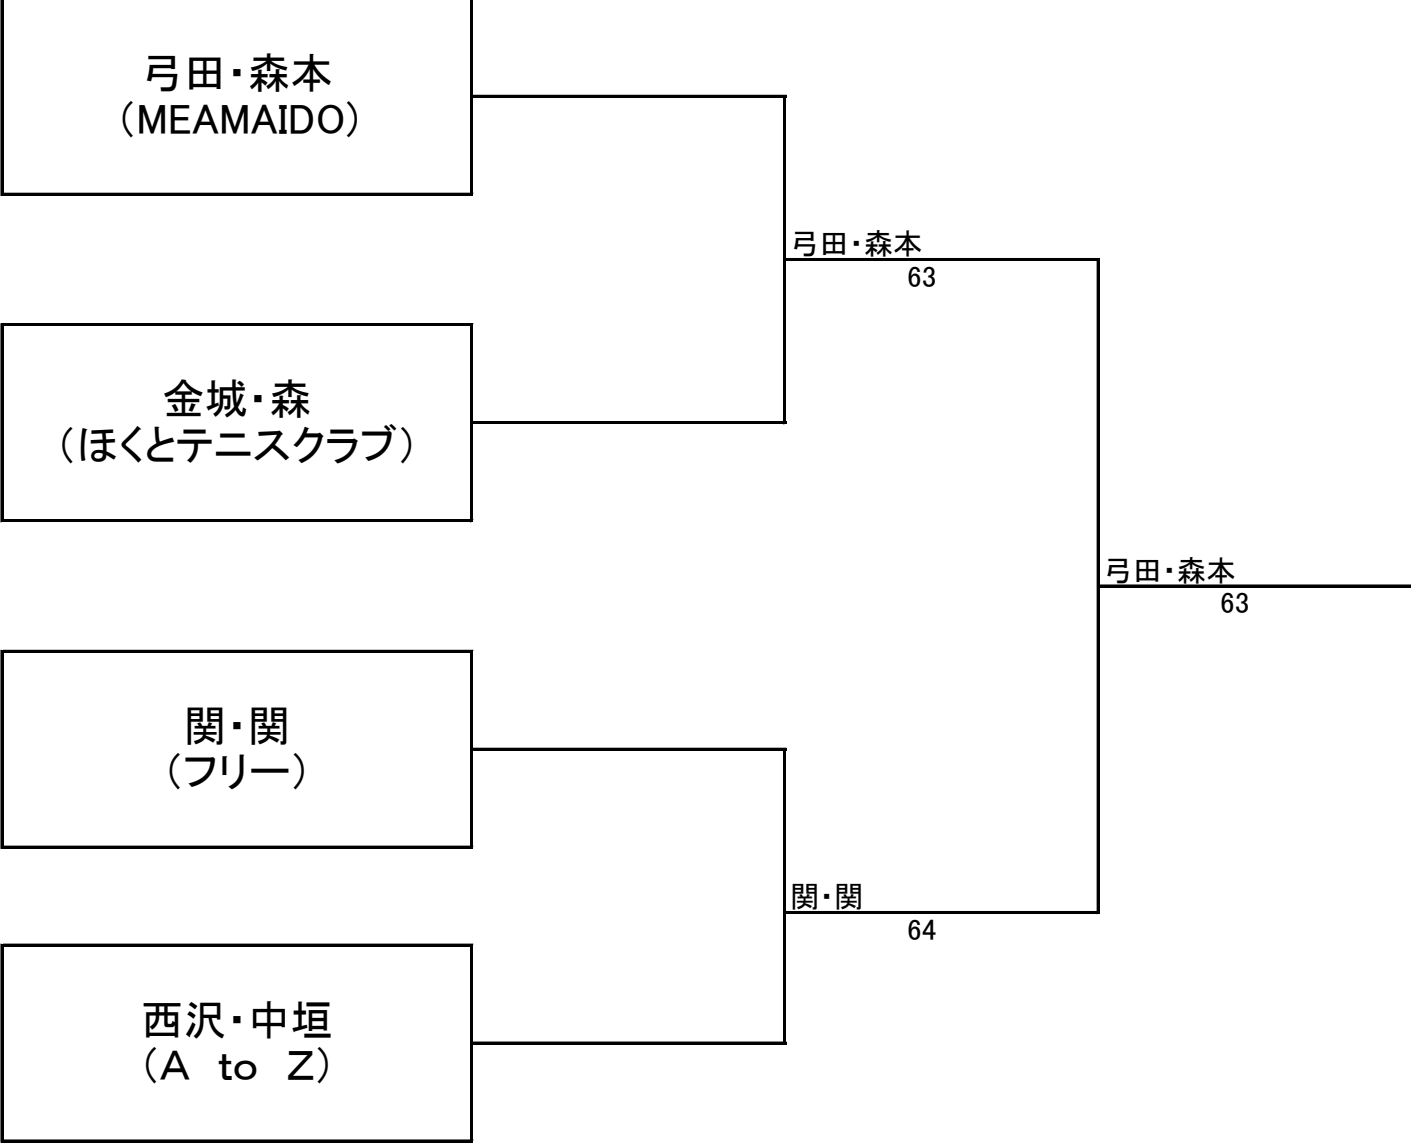 弓田・森本
（MEAMAIDO）
弓田・森本
63
金城・森
（ほくとテニスクラブ）
弓田・森本
63
関・関
（フリー）
関・関
64
西沢・中垣
（Ａ　to　Ｚ）